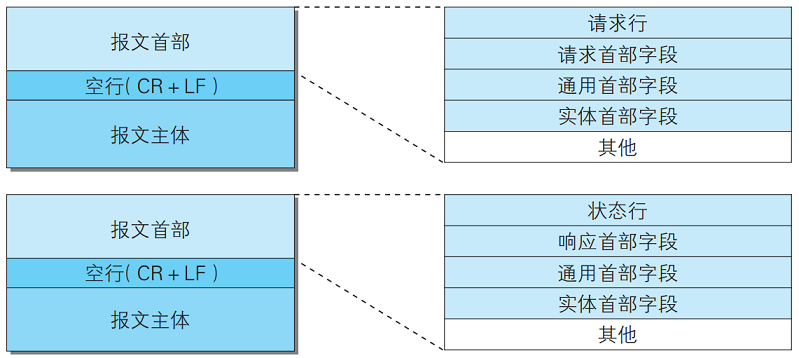 报文首部
空行( CR + LF )
报文主体
请求行
请求首部字段
通用首部字段
实体首部字段
其他
报文首部
空行( CR + LF )
报文主体
状态行
响应首部字段
通用首部字段
实体首部字段
其他